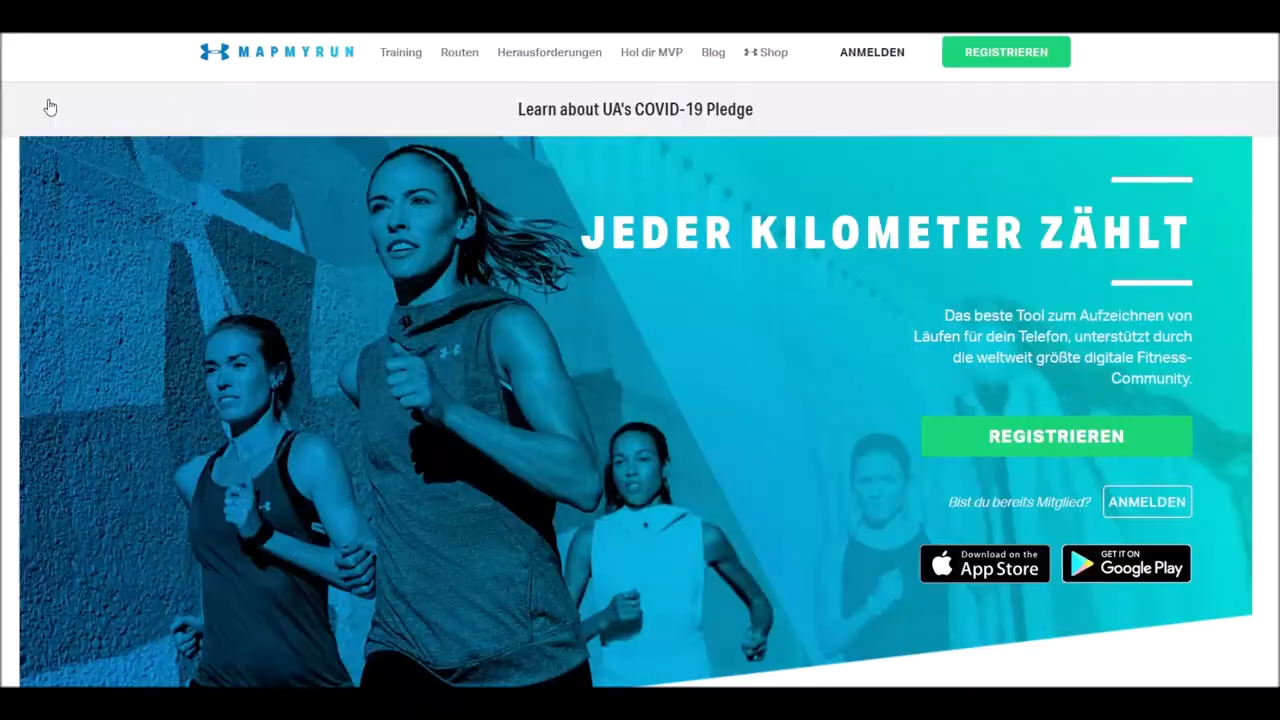 MAPMYRUN Training Routen Herausforderungen Hol dir MVP Blog Shop ANMELDEN REGISTRIEREN
Learn about UA's COVID-19 Pledge
JEDER KILOMETER ZÄHLT
Das beste Tool zum Aufzeichnen von
Läufen für dein Telefon, unterstützt durch
die weltweit größte digitale Fitness-
Community.
REGISTRIEREN
Bist du bereits Mitglied? ANMELDEN
Download on the
App Store
GET IT ON
Google Play